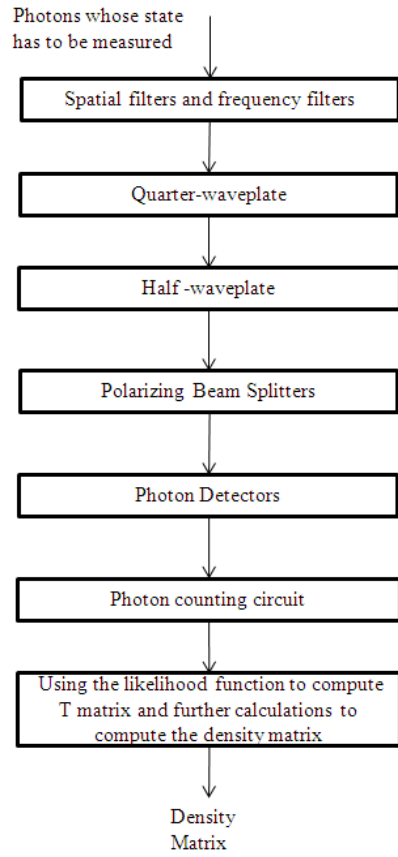 Photons whose state
has to be measured
Spatial filters and frequency filters
Quarter-waveplate
Half -waveplate
Polarizing Beam Splitters
Photon Detectors
Photon counting circuit
Using the likelihood function to compute
T matrix and further calculations to
compute the density matrix
Density
Matrix